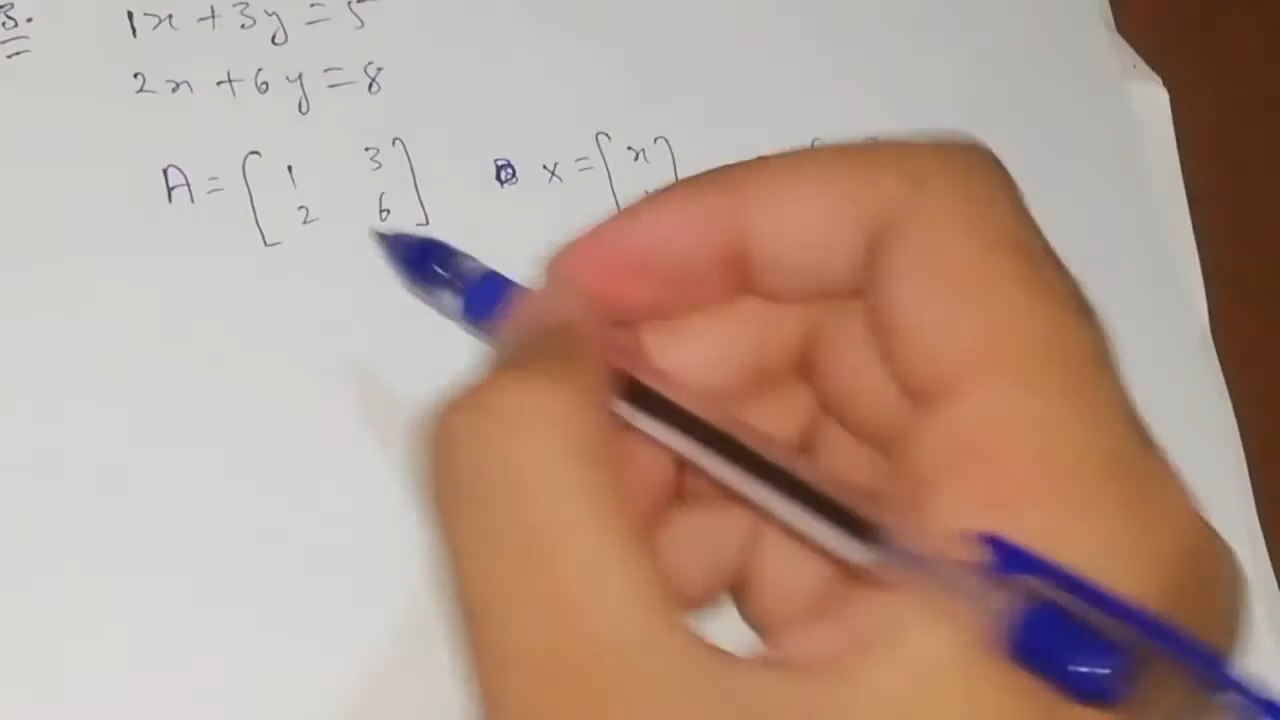 3. 1x + 3y = 5
2x + 6y = 8
A = [ 1 3 X = [ x ]
2 6 ]